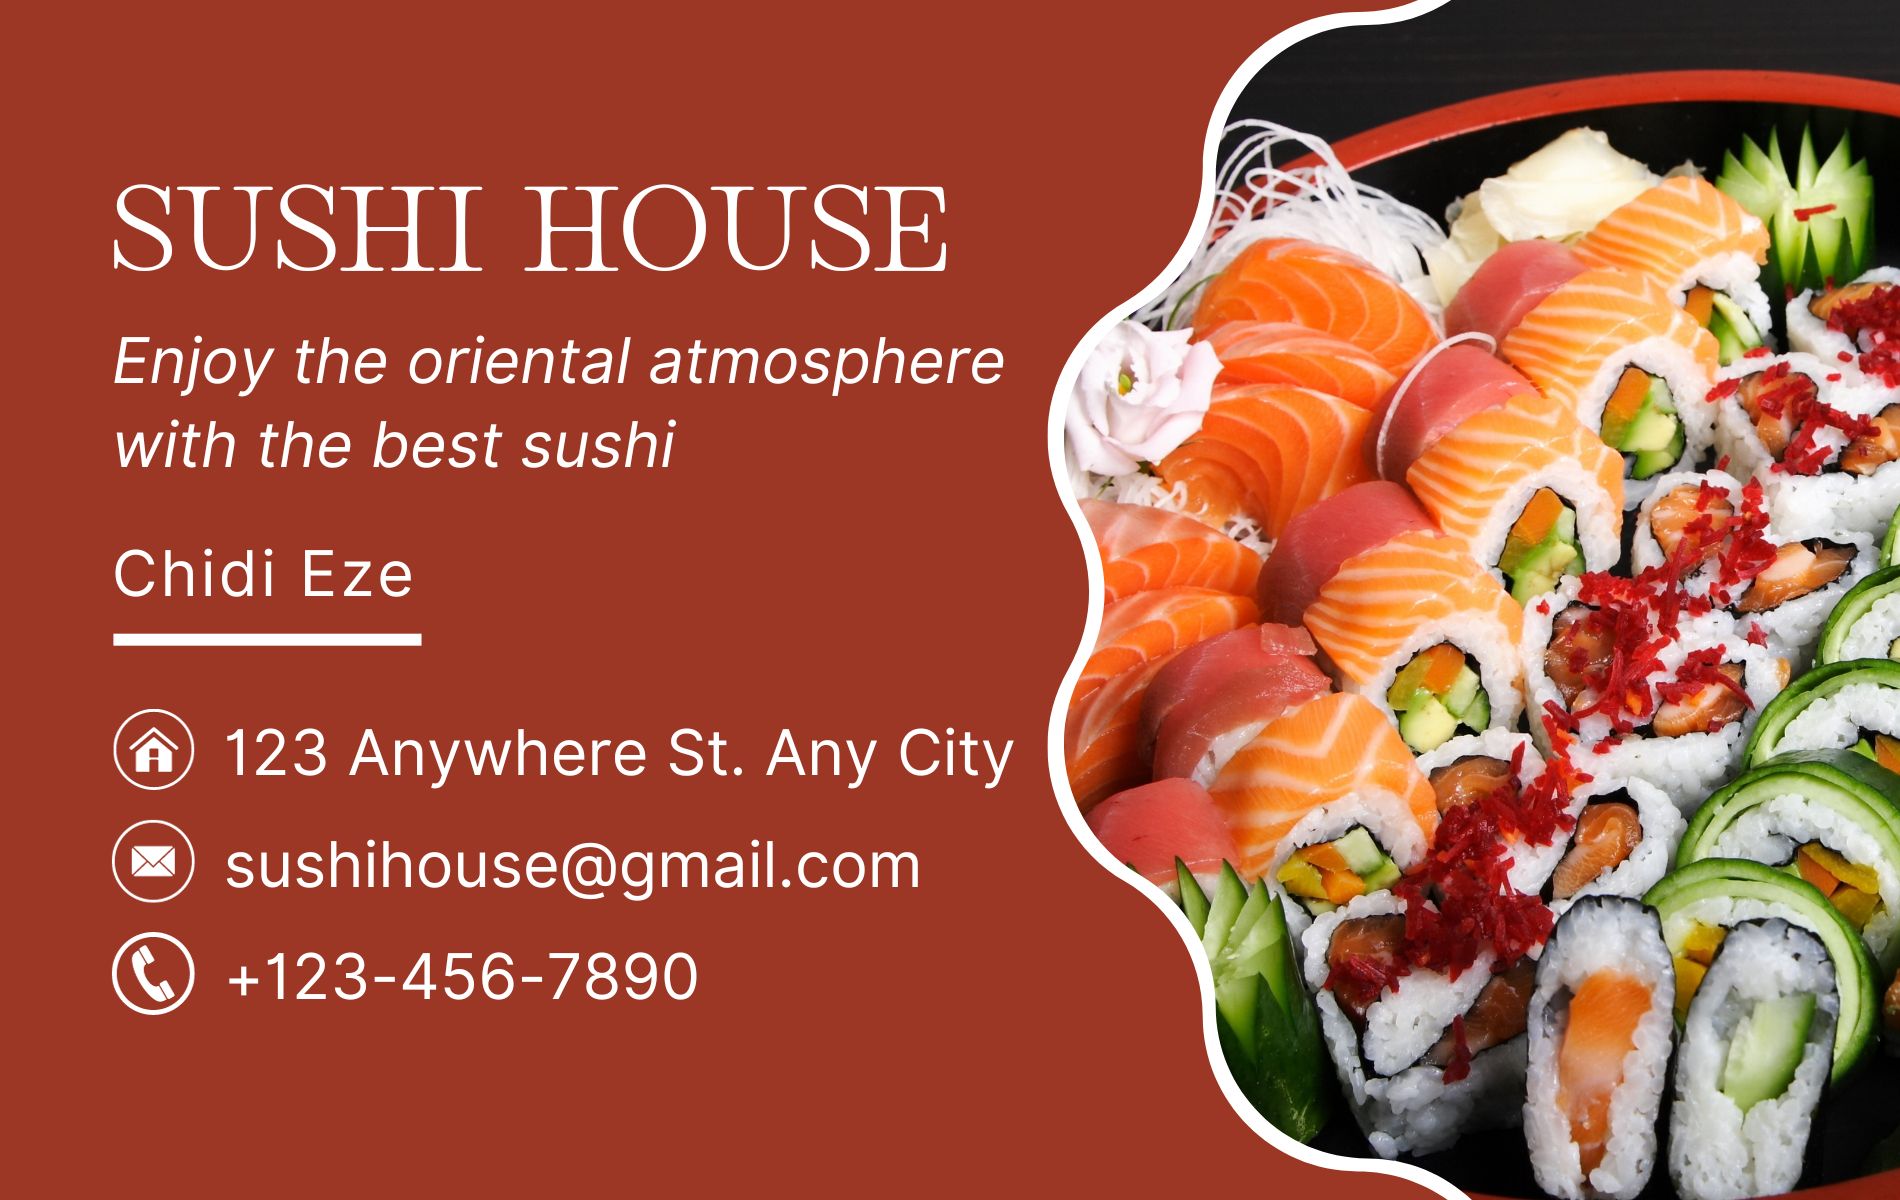 SUSHI HOUSE
Enjoy the oriental atmosphere
with the best sushi
Chidi Eze
123 Anywhere St. Any City
sushihouse@gmail.com
+123-456-7890